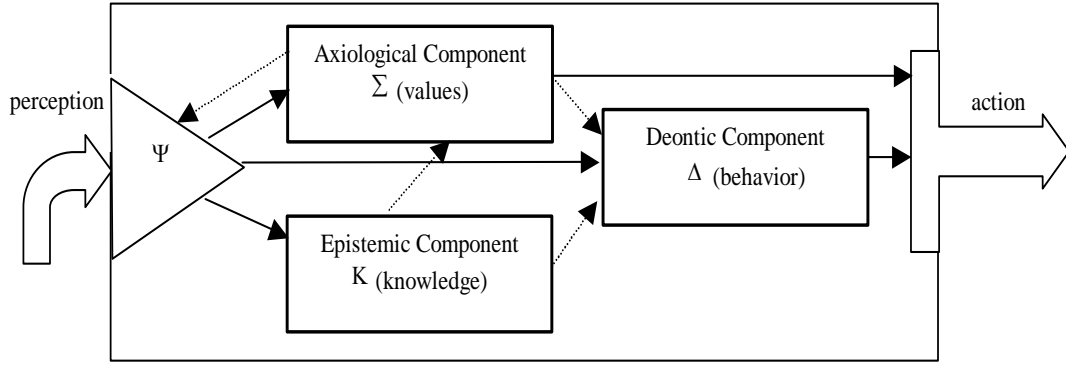 perception
Ψ
Axiological Component
Σ (values)
Epistemic Component
K (knowledge)
Deontic Component
Δ (behavior)
action